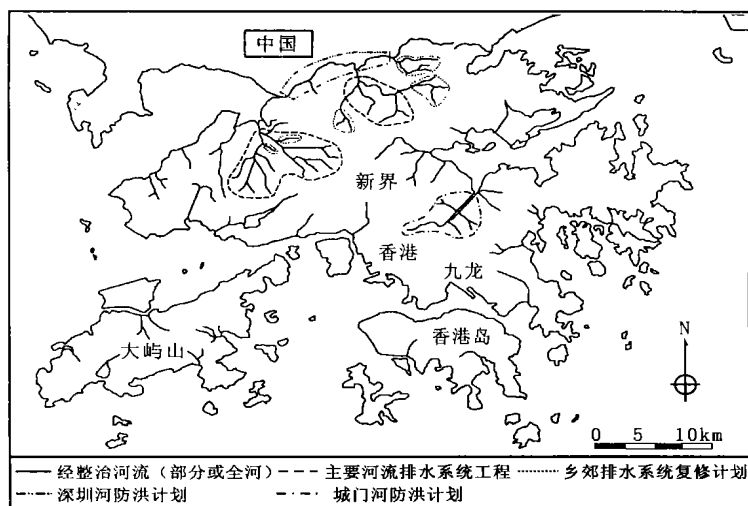 中国
新界
香港
九龙
大屿山
香港岛
N
0 5 10km
经整治河流（部分或全河） 主要河流排水系统工程 乡郊排水系统复修计划
深圳河防洪计划 城门河防洪计划